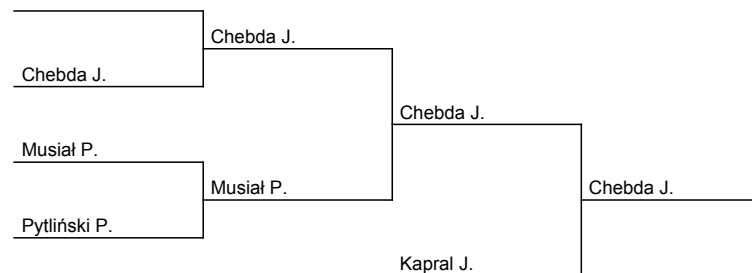 Chebda J.
Chebda J.
Chebda J.
Musiał P.
Musiał P.
Chebda J.
Pytliński P.
Kapral J.